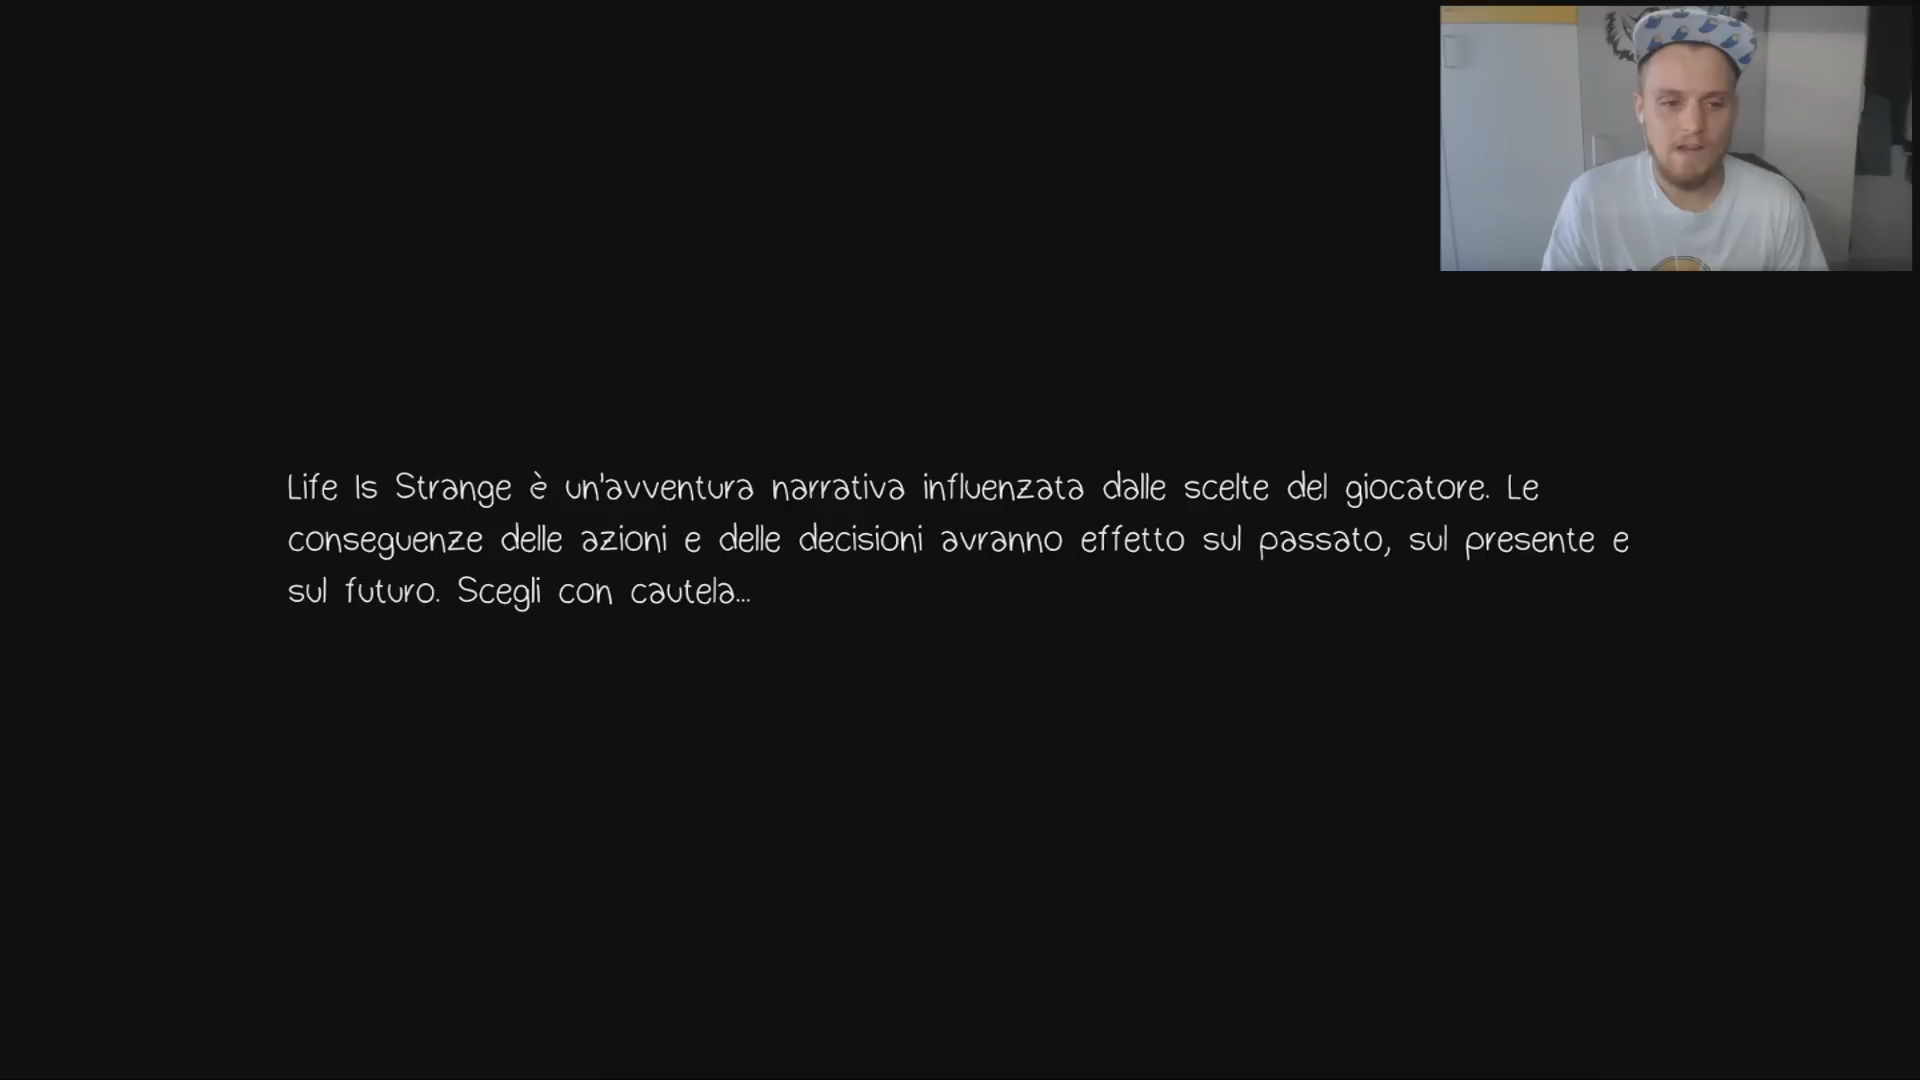 Life Is Strange è un'avventura narrativa influenzata dalle scelte del giocatore. Le
conseguenze delle azioni e delle decisioni avranno effetto sul passato, sul presente e
sul futuro. Scegli con cautela...